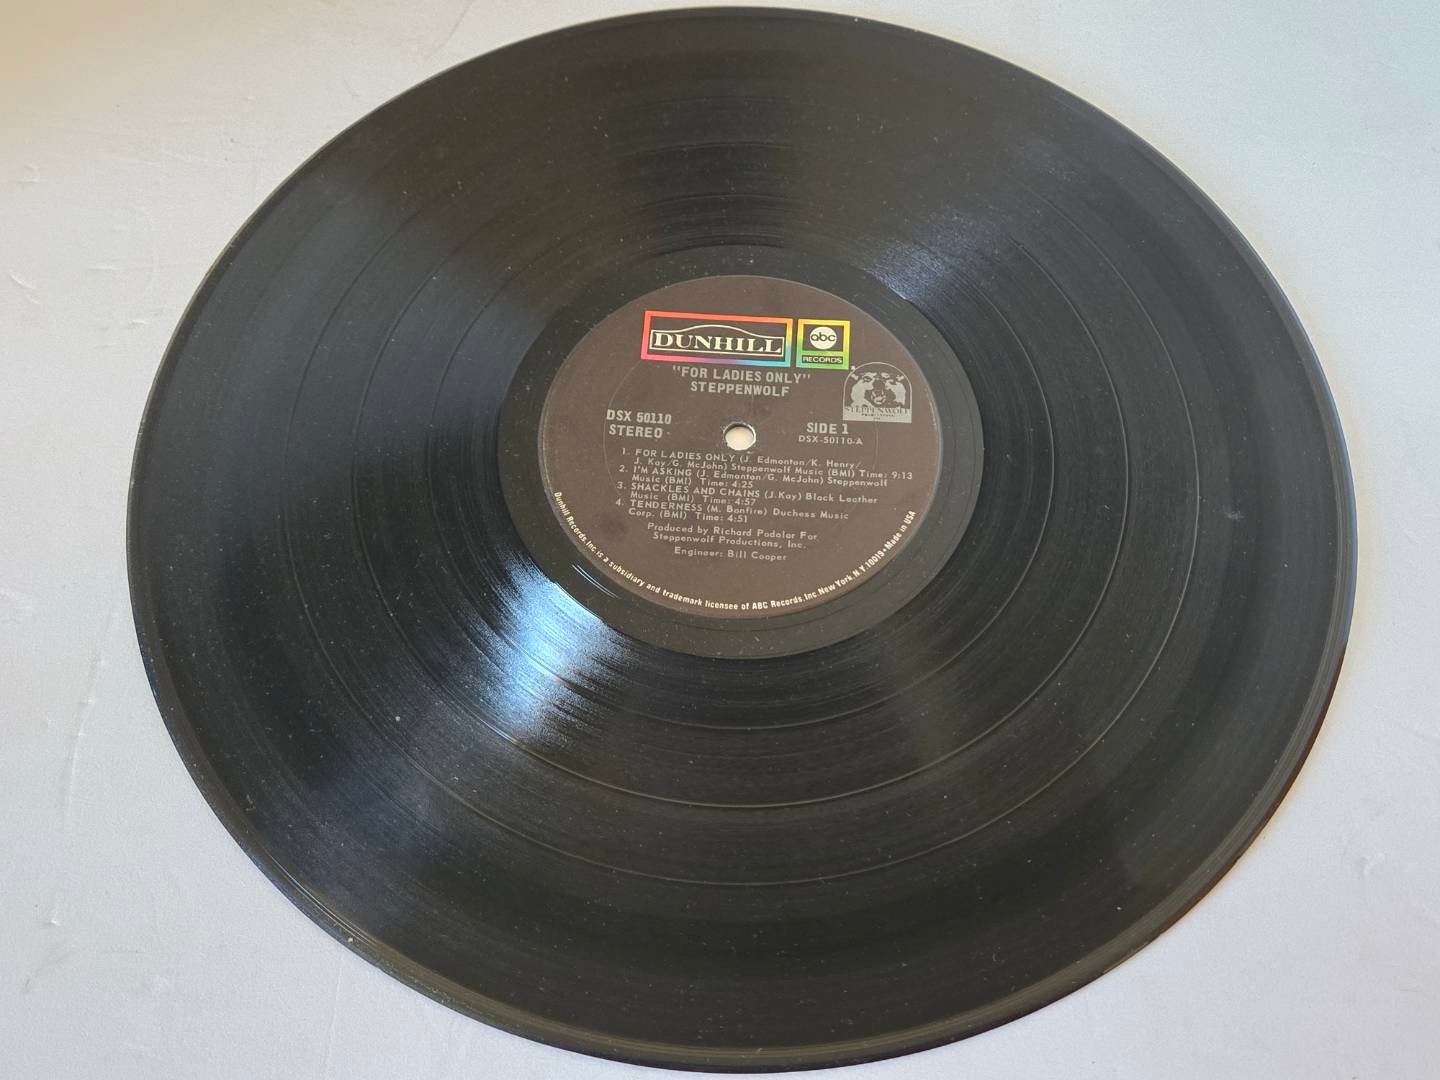 DUNHILL
abc
RECORDS
"FOR LADIES ONLY"
STEPPENWOLF
STEPPENWOLF
DSX 50110
STEREO
SIDE 1
DSX-50110-A
1. FOR LADIES ONLY (J. Edmonton/K. Henry/
J. Kay/G. McJohn) Steppenwolf Music (BMI) Time: 9:13
2. I'M ASKING (J. Edmonton/G. McJohn) Steppenwolf
Music (BMI) Time: 4:25
3. SHACKLES AND CHAINS (J. Kay) Black Leather
Music (BMI) Time: 4:57
4. TENDERNESS (M. Bonfire) Duchess Music
Corp. (BMI) Time: 4:51
Produced by Richard Podolor For
Steppenwolf Productions, Inc.
Engineer: Bill Cooper
Dunhill Records, Inc. is a subsidiary and trademark licensee of ABC Records, Inc. New York, N.Y. 10019 • Made in USA